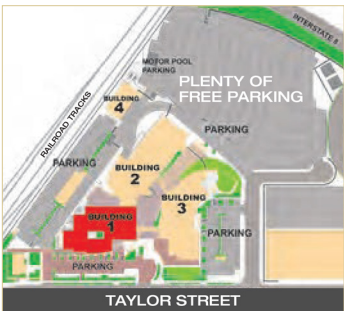 INTERSTATE 8
MOTOR POOL
PARKING
PLENTY OF
FREE PARKING
RAILROAD TRACKS
BUILDING
4
PARKING
PARKING
BUILDING
2
BUILDING
3
BUILDING
1
PARKING
PARKING
TAYLOR STREET